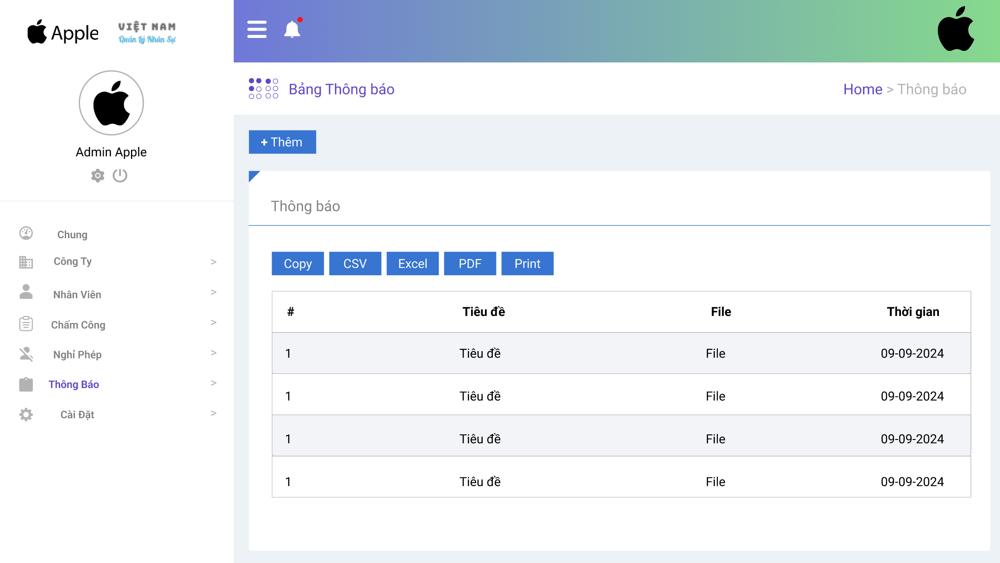 Apple
VIỆT NAM
Quản Lý Nhân Sự
Admin Apple
Chung
Công Ty >
Nhân Viên >
Chấm Công >
Nghỉ Phép >
Thông Báo >
Cài Đặt >
Bảng Thông báo
Home > Thông báo
+ Thêm
Thông báo
Copy CSV Excel PDF Print
# Tiêu đề File Thời gian
1 Tiêu đề File 09-09-2024
1 Tiêu đề File 09-09-2024
1 Tiêu đề File 09-09-2024
1 Tiêu đề File 09-09-2024